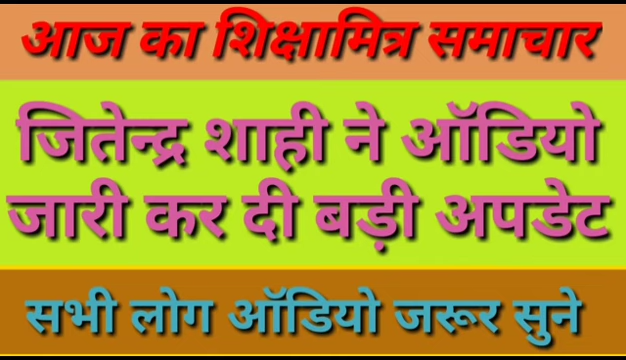 आज का शिक्षामित्र समाचार
जितेन्द्र शाही ने ऑडियो
जारी कर दी बड़ी अपडेट
सभी लोग ऑडियो जरूर सुने